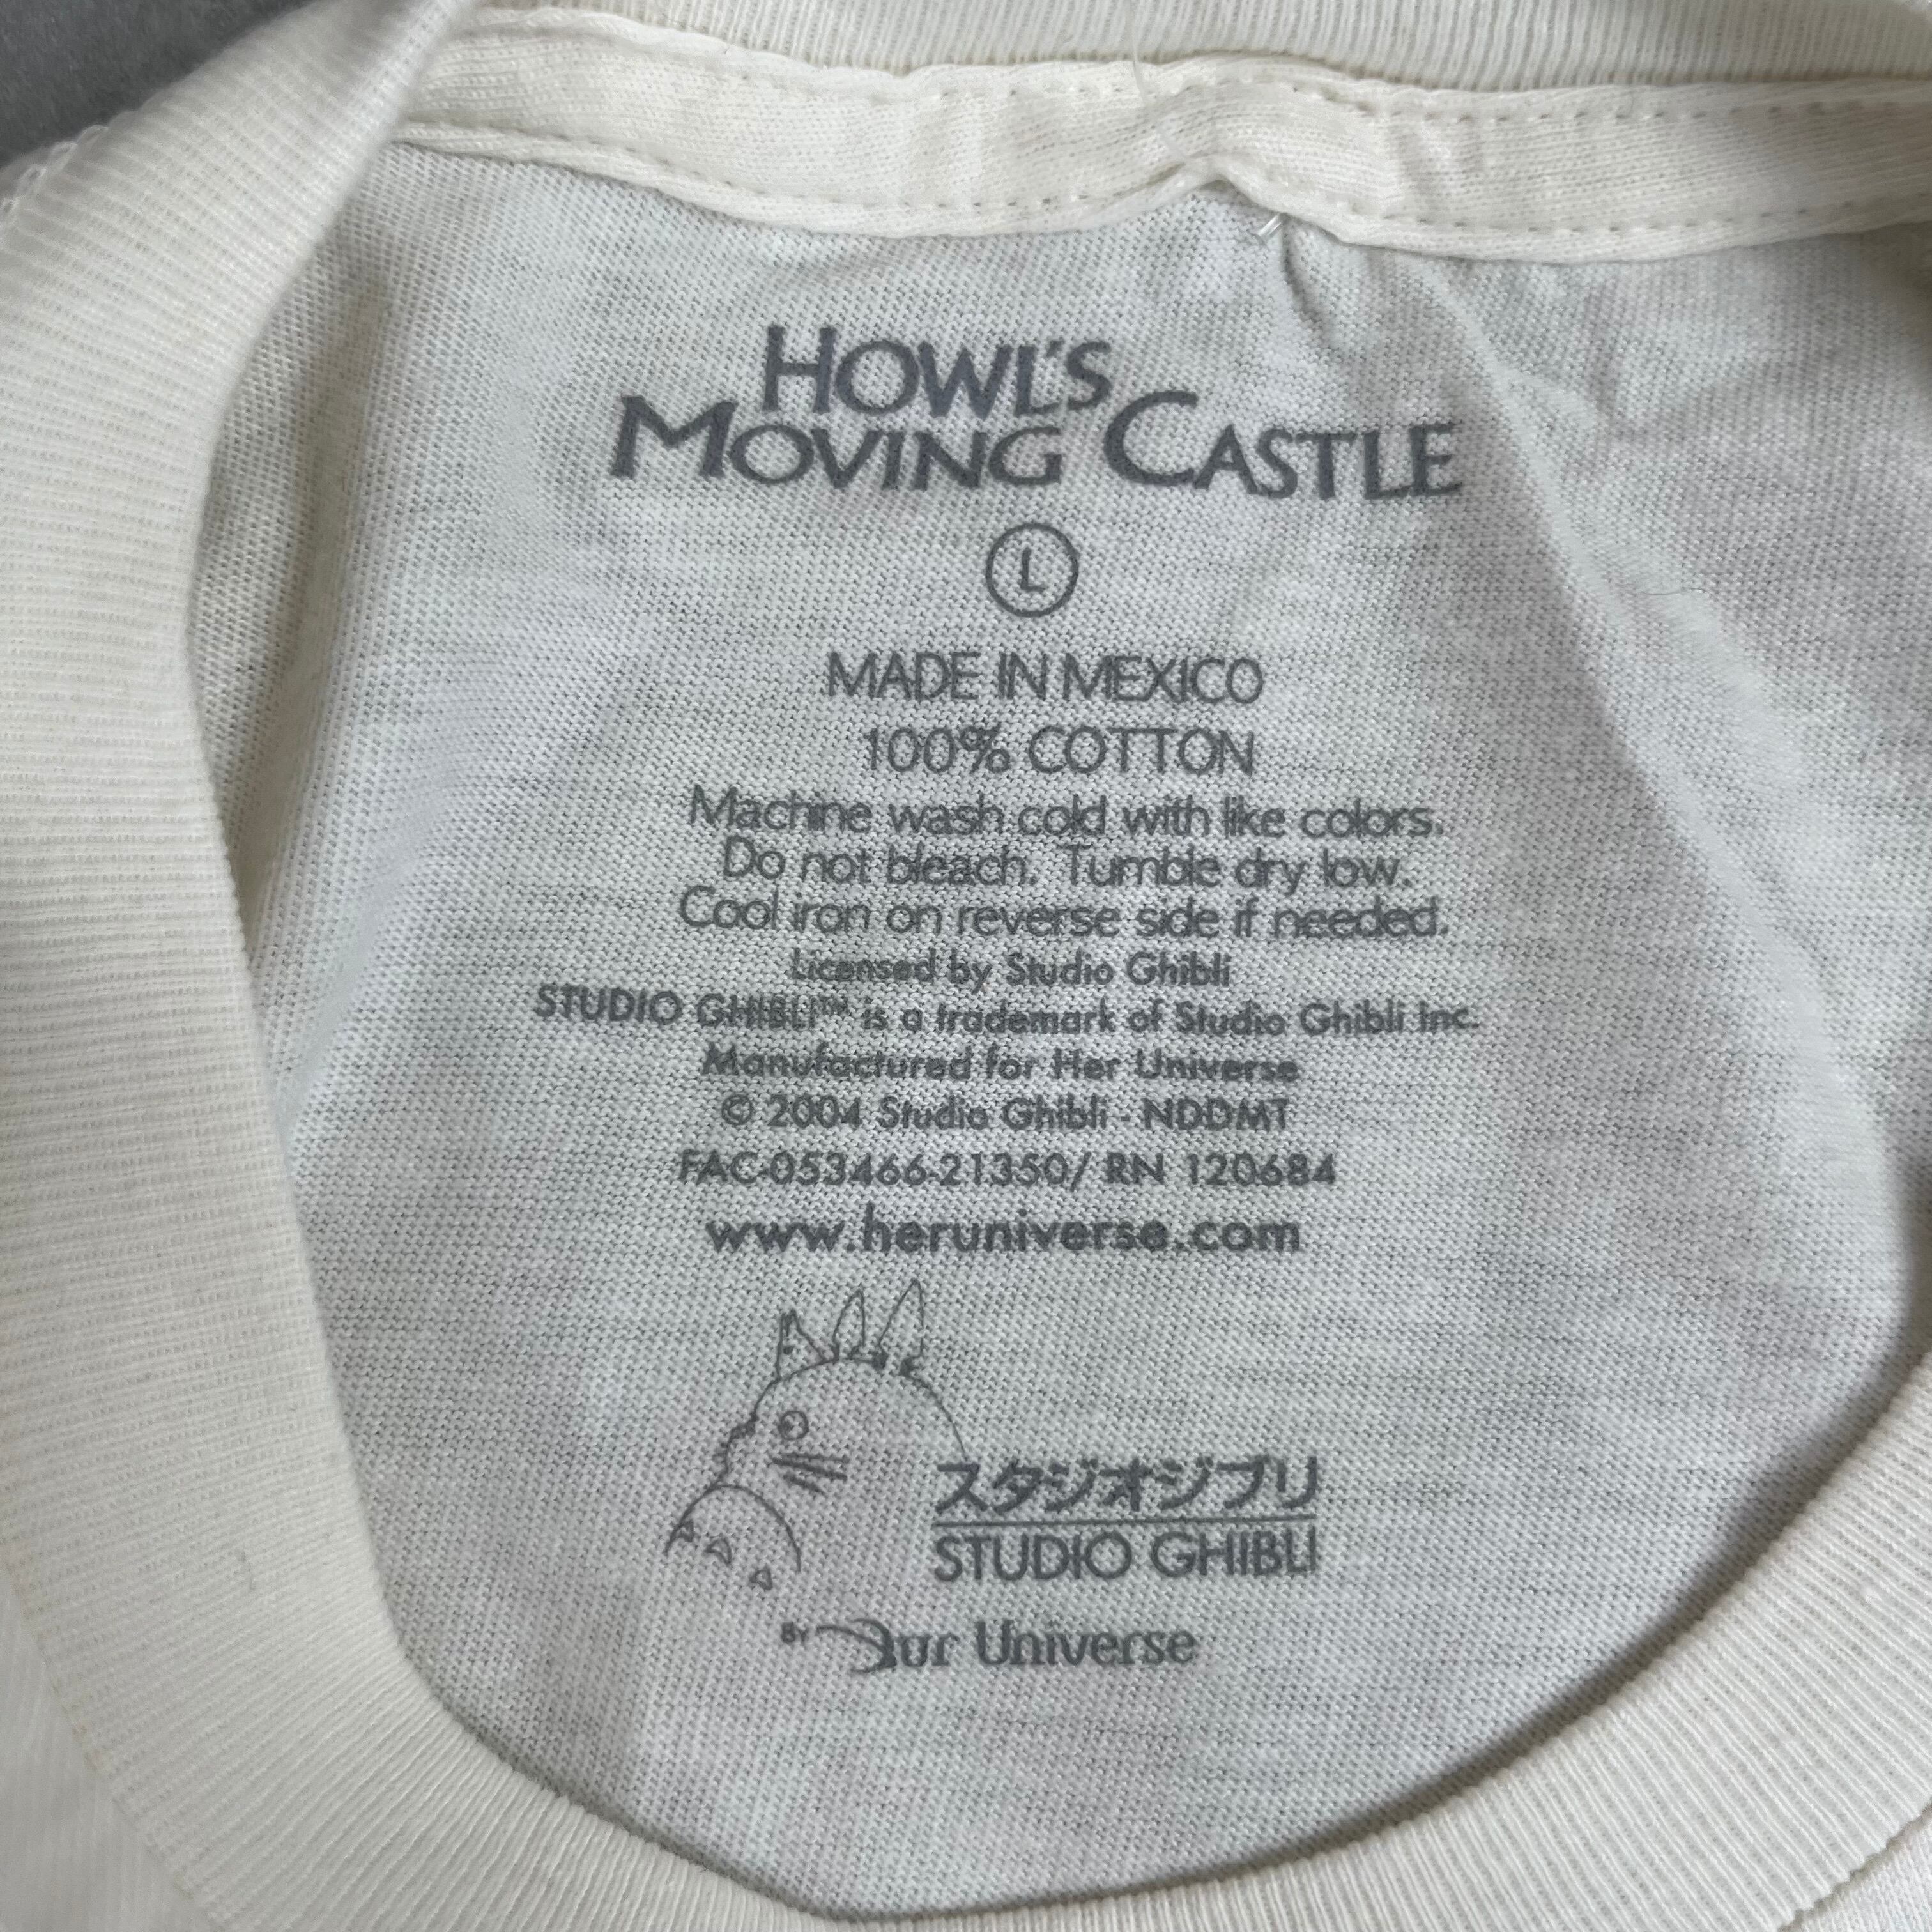 HOWL'S
MOVING CASTLE
L
MADE IN MEXICO
100% COTTON
Machine wash cold with like colors.
Do not bleach. Tumble dry low.
Cool iron on reverse side if needed.
Licensed by Studio Ghibli
STUDIO GHIBLI™ is a trademark of Studio Ghibli Inc.
Manufactured for Her Universe
© 2004 Studio Ghibli - NDDMT
FAC-053466-21350/ RN 120684
www.heruniverse.com
スタジオジブリ
STUDIO GHIBLI
BY Our Universe